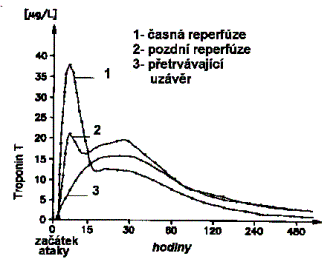 [µg/L]
1- časná reperfúze
2- pozdní reperfúze
3- přetrvávající
uzávěr
Troponin T
40
35
30
25
20
15
10
5
0
1
2
3
0 15 30 60 120 240 480
začátek
ataky
hodiny